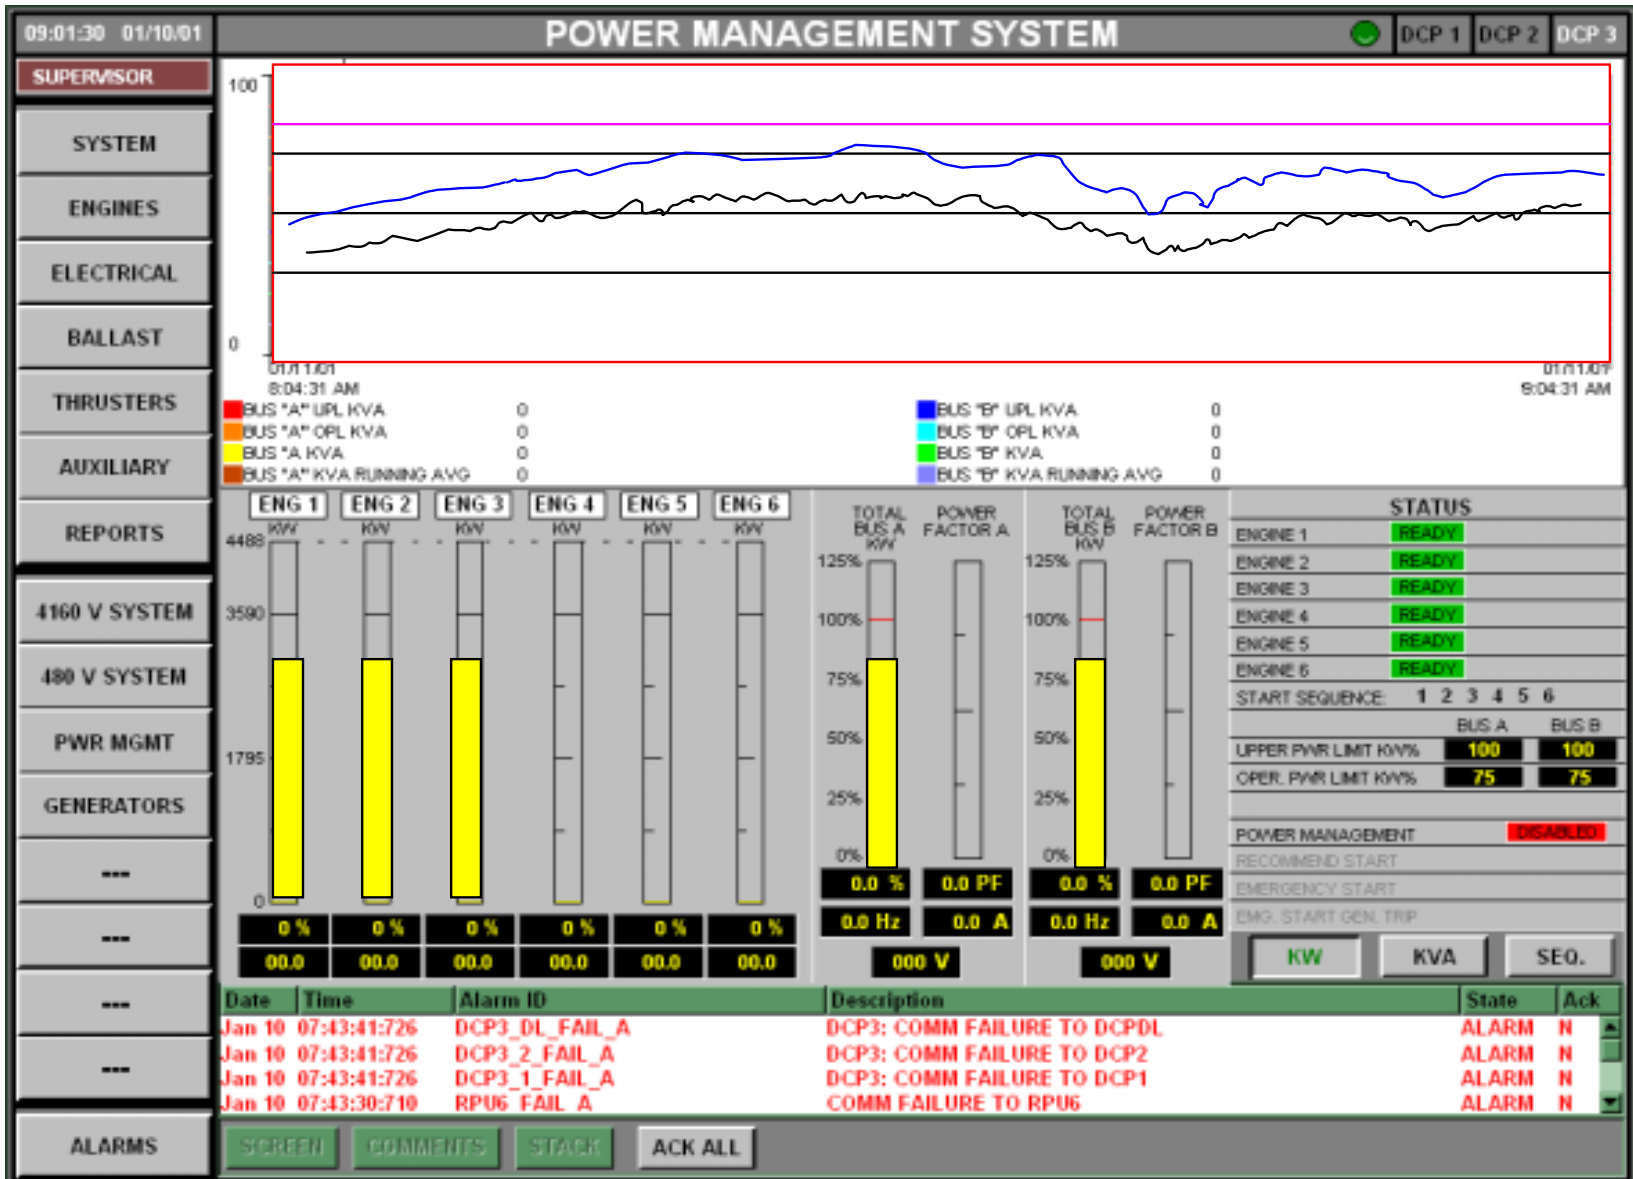 09:01:30 01/10/01
POWER MANAGEMENT SYSTEM
DCP 1 DCP 2 DCP 3
SUPERVISOR
SYSTEM
ENGINES
ELECTRICAL
BALLAST
THRUSTERS
AUXILIARY
REPORTS
4160 V SYSTEM
480 V SYSTEM
PWR MGMT
GENERATORS
---
---
---
---
ALARMS
100
0
01/11/01 01/11/01
8:04:31 AM 9:04:31 AM
BUS "A" UPL KVA 0 BUS "B" UPL KVA 0
BUS "A" OPL KVA 0 BUS "B" OPL KVA 0
BUS "A KVA 0 BUS "B" KVA 0
BUS "A" KVA RUNNING AVG 0 BUS "B" KVA RUNNING AVG 0
ENG 1 ENG 2 ENG 3 ENG 4 ENG 5 ENG 6
KW KW KW KW KW KW
4488
3590
1795
0
0 % 0 % 0 % 0 % 0 % 0 %
00.0 00.0 00.0 00.0 00.0 00.0
TOTAL POWER TOTAL POWER
BUS A FACTOR A BUS B FACTOR B
KW KW
125% 125%
100% 100%
75% 75%
50% 50%
25% 25%
0% 0%
0.0 % 0.0 PF 0.0 % 0.0 PF
0.0 Hz 0.0 A 0.0 Hz 0.0 A
000 V 000 V
STATUS
ENGINE 1 READY
ENGINE 2 READY
ENGINE 3 READY
ENGINE 4 READY
ENGINE 5 READY
ENGINE 6 READY
START SEQUENCE: 1 2 3 4 5 6
BUS A BUS B
UPPER PWR LIMIT KW% 100 100
OPER. PWR LIMIT KW% 75 75
POWER MANAGEMENT DISABLED
RECOMMEND START
EMERGENCY START
EMG. START GEN. TRIP
KW KVA SEQ.
Date Time Alarm ID Description State Ack
Jan 10 07:43:41:726 DCP3_DL_FAIL_A DCP3: COMM FAILURE TO DCPDL ALARM N
Jan 10 07:43:41:726 DCP3_2_FAIL_A DCP3: COMM FAILURE TO DCP2 ALARM N
Jan 10 07:43:41:726 DCP3_1_FAIL_A DCP3: COMM FAILURE TO DCP1 ALARM N
Jan 10 07:43:30:710 RPU6_FAIL_A COMM FAILURE TO RPU6 ALARM N
SCREEN COMMENTS STACK ACK ALL